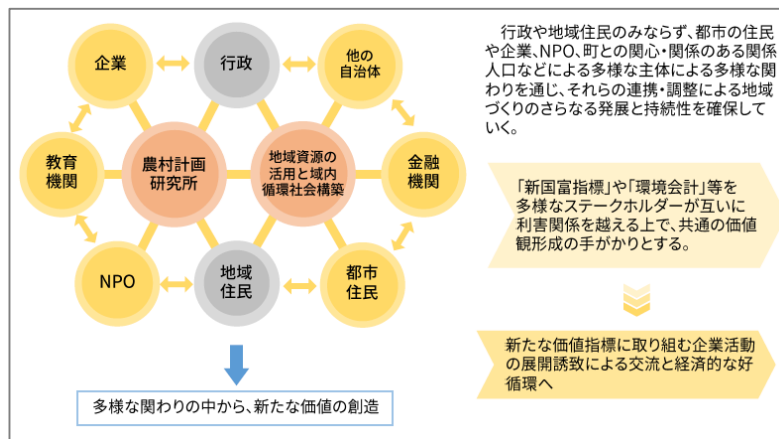 企業
行政
他の
自治体
教育
機関
農村計画
研究所
地域資源の
活用と域内
循環社会構築
金融
機関
NPO
地域
住民
都市
住民
多様な関わりの中から、新たな価値の創造
行政や地域住民のみならず、都市の住民
や企業、NPO、町との関心・関係のある関係
人口などによる多様な主体による多様な関
わりを通じ、それらの連携・調整による地域
づくりのさらなる発展と持続性を確保して
いく。
「新国富指標」や「環境会計」等を
多様なステークホルダーが互いに
利害関係を越える上で、共通の価値
観形成の手がかりとする。
新たな価値指標に取り組む企業活動
の展開誘致による交流と経済的な好
循環へ